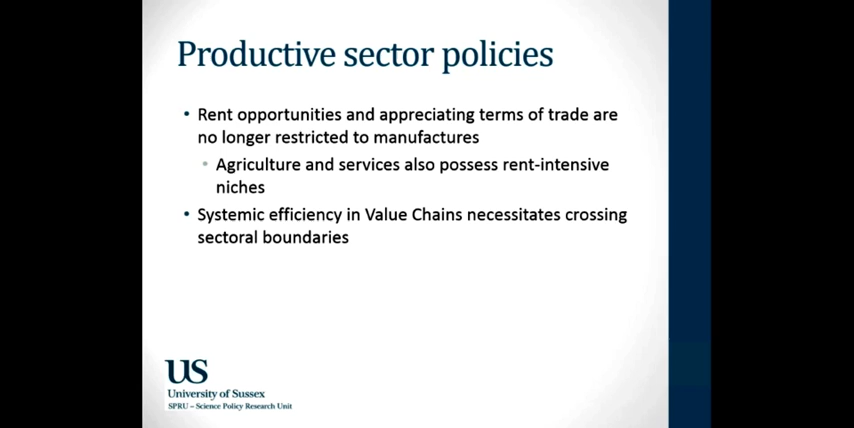 Productive sector policies
• Rent opportunities and appreciating terms of trade are
no longer restricted to manufactures
• Agriculture and services also possess rent-intensive
niches
• Systemic efficiency in Value Chains necessitates crossing
sectoral boundaries
US
University of Sussex
SPRU – Science Policy Research Unit